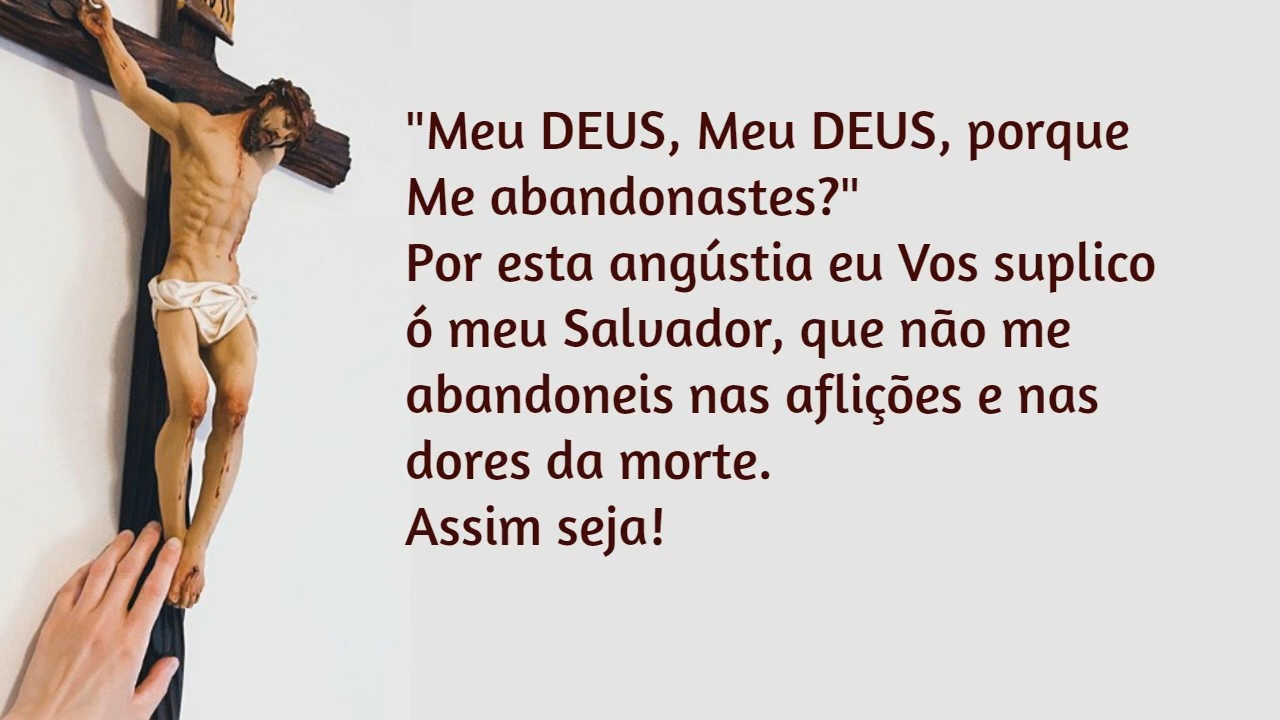 "Meu DEUS, Meu DEUS, porque
Me abandonastes?"
Por esta angústia eu Vos suplico
ó meu Salvador, que não me
abandoneis nas aflições e nas
dores da morte.
Assim seja!